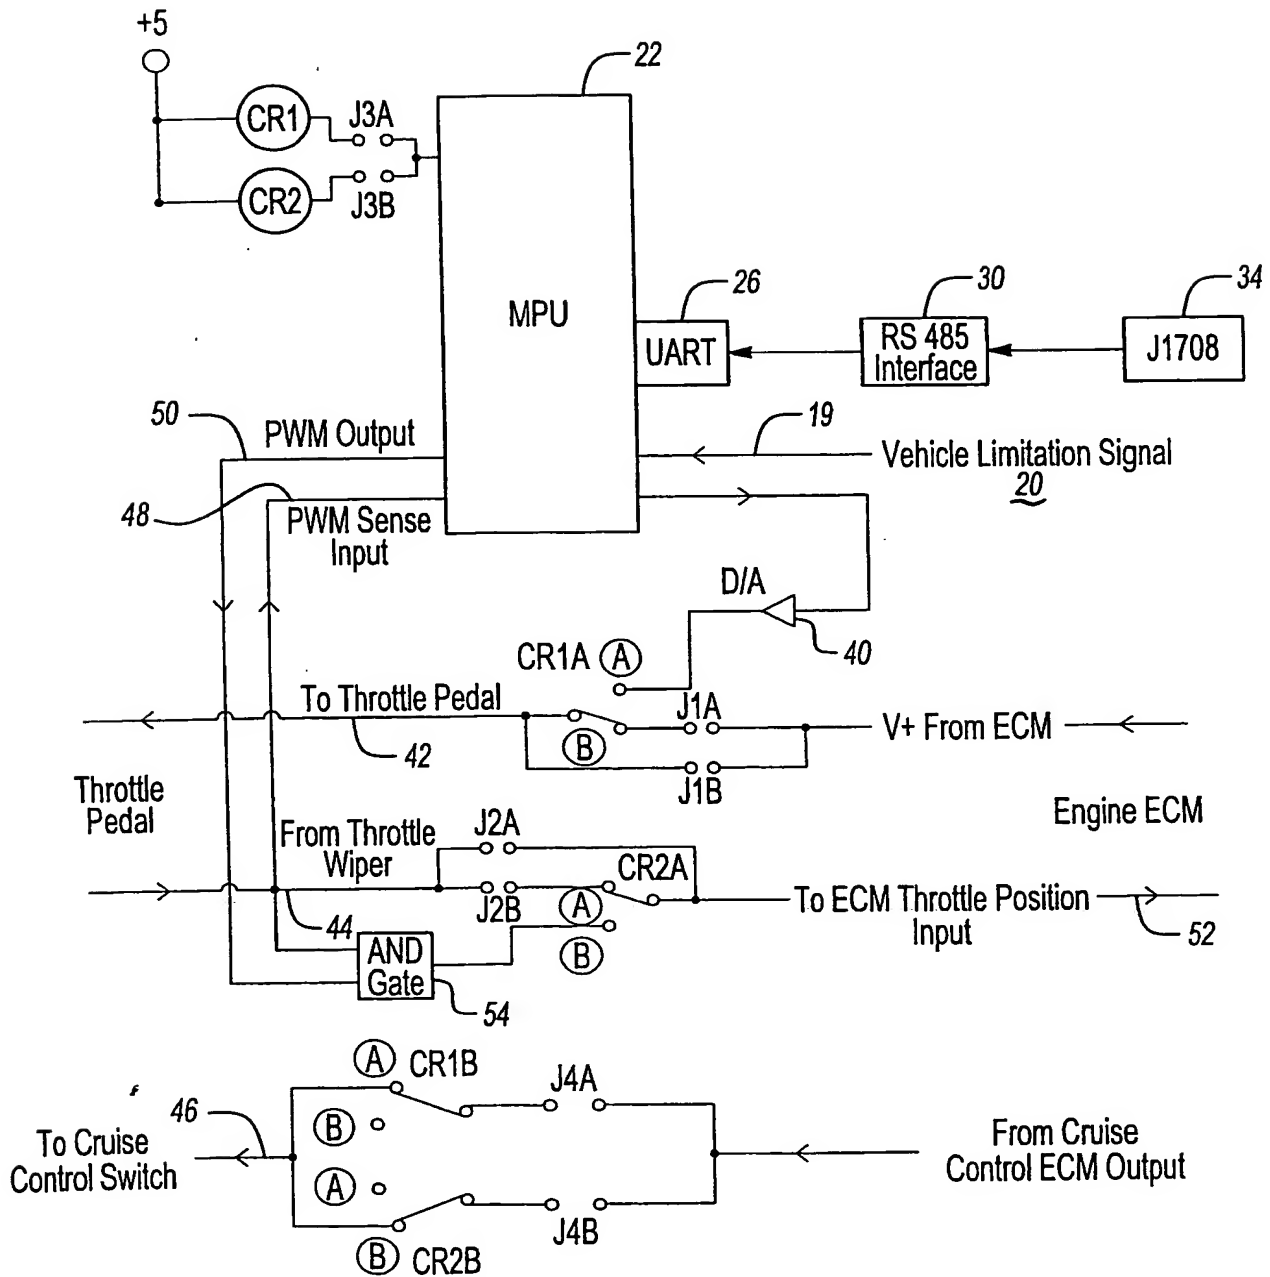 +5
22
CR1
J3A
CR2
J3B
MPU
26
30
34
UART
RS 485
Interface
J1708
50
PWM Output
19
Vehicle Limitation Signal
20
48
PWM Sense
Input
D/A
40
CR1A
A
To Throttle Pedal
J1A
V+ From ECM
42
B
J1B
Throttle
Pedal
Engine ECM
From Throttle
Wiper
J2A
CR2A
J2B
A
To ECM Throttle Position
Input
52
44
AND
Gate
B
54
A
CR1B
J4A
46
B
To Cruise
Control Switch
From Cruise
Control ECM Output
A
J4B
B
CR2B